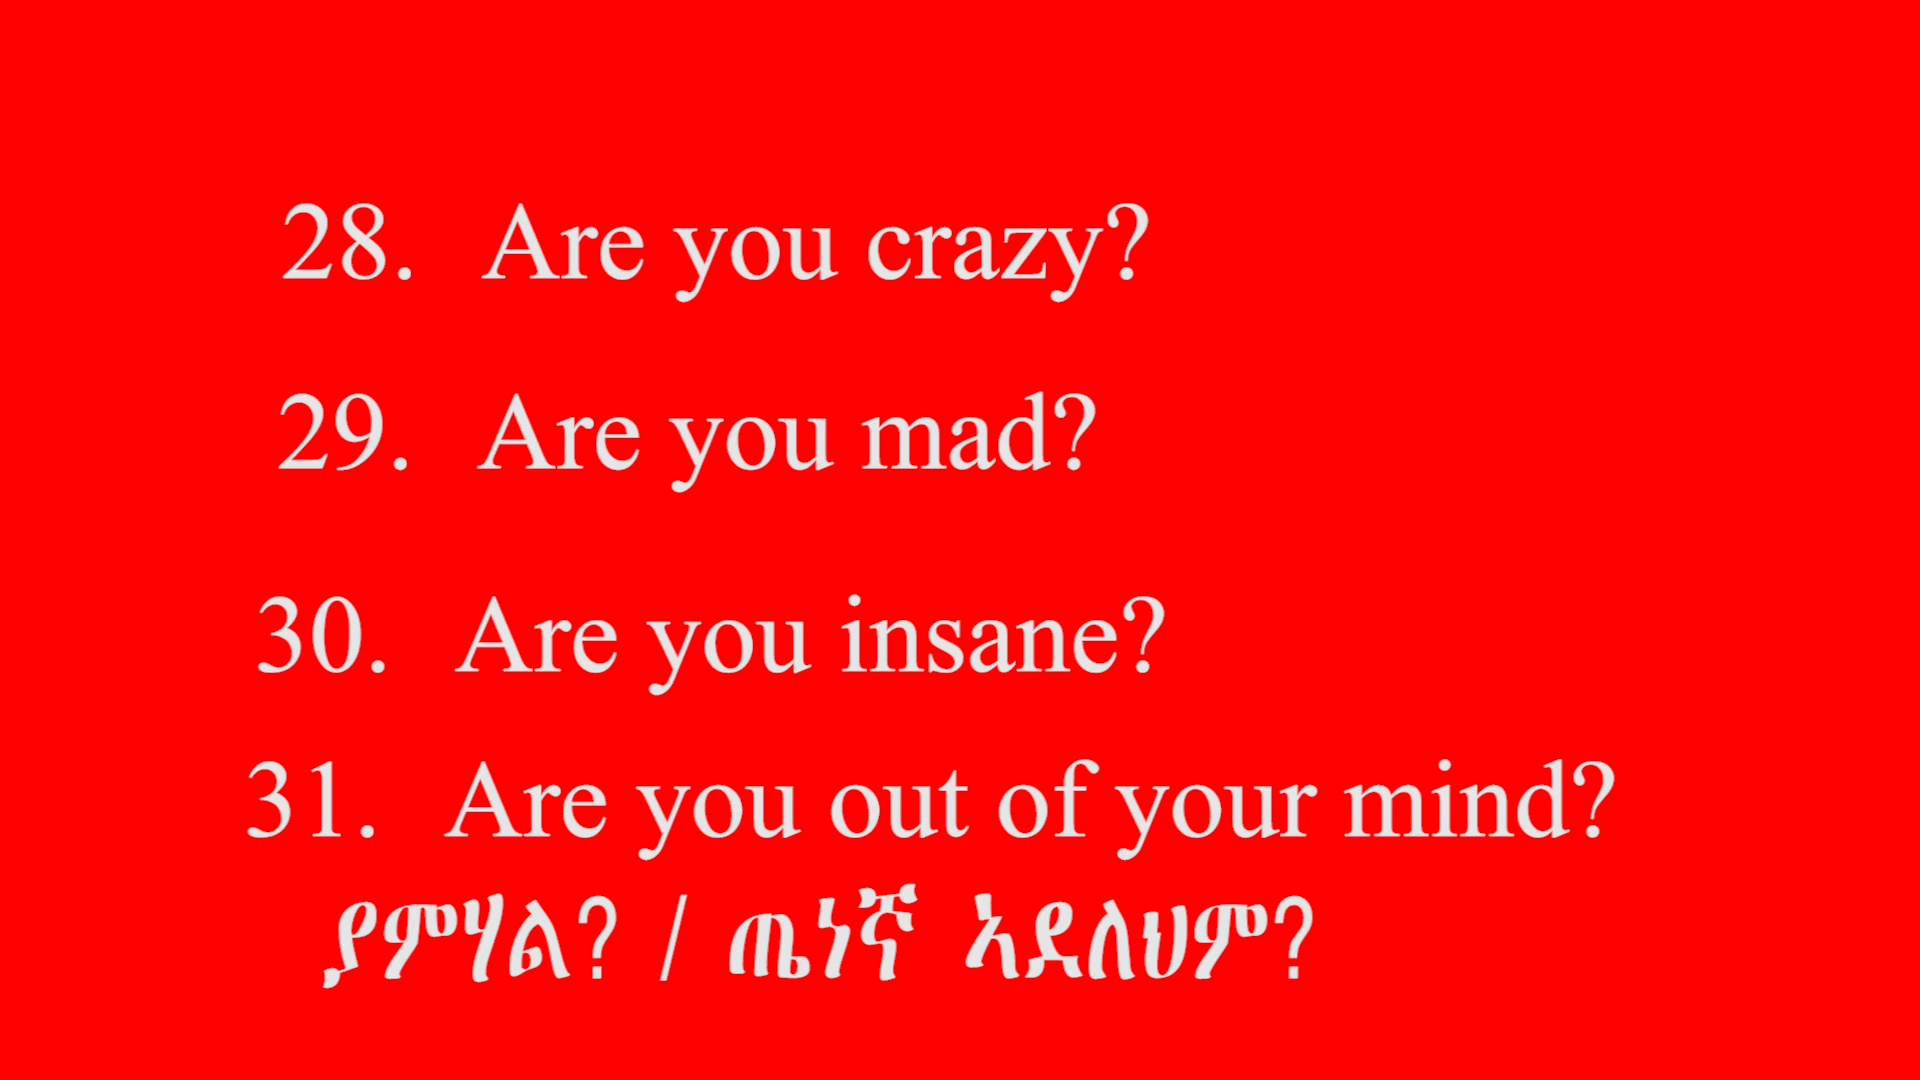 28. Are you crazy?
29. Are you mad?
30. Are you insane?
31. Are you out of your mind?
ያምሃል? / ጤነኛ ኣደለህም?